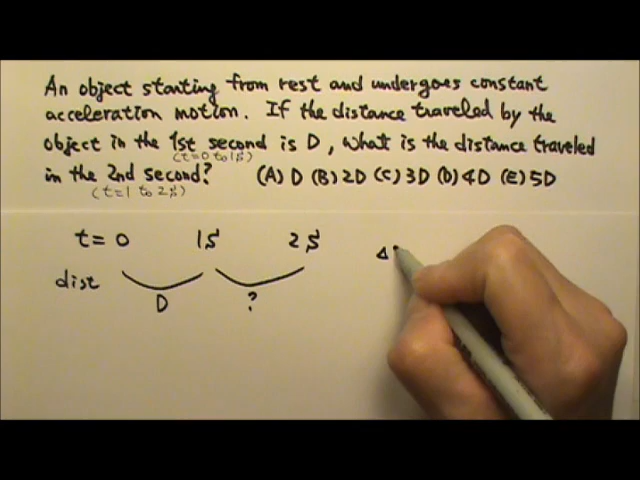 An object starting from rest and undergoes constant
acceleration motion. If the distance traveled by the
object in the 1st second is D, what is the distance traveled
(t=0 to 1s)
in the 2nd second? (A) D (B) 2D (C) 3D (D) 4D (E) 5D
(t=1 to 2s)
t= 0 1s 2s
dist
D ?
Δ